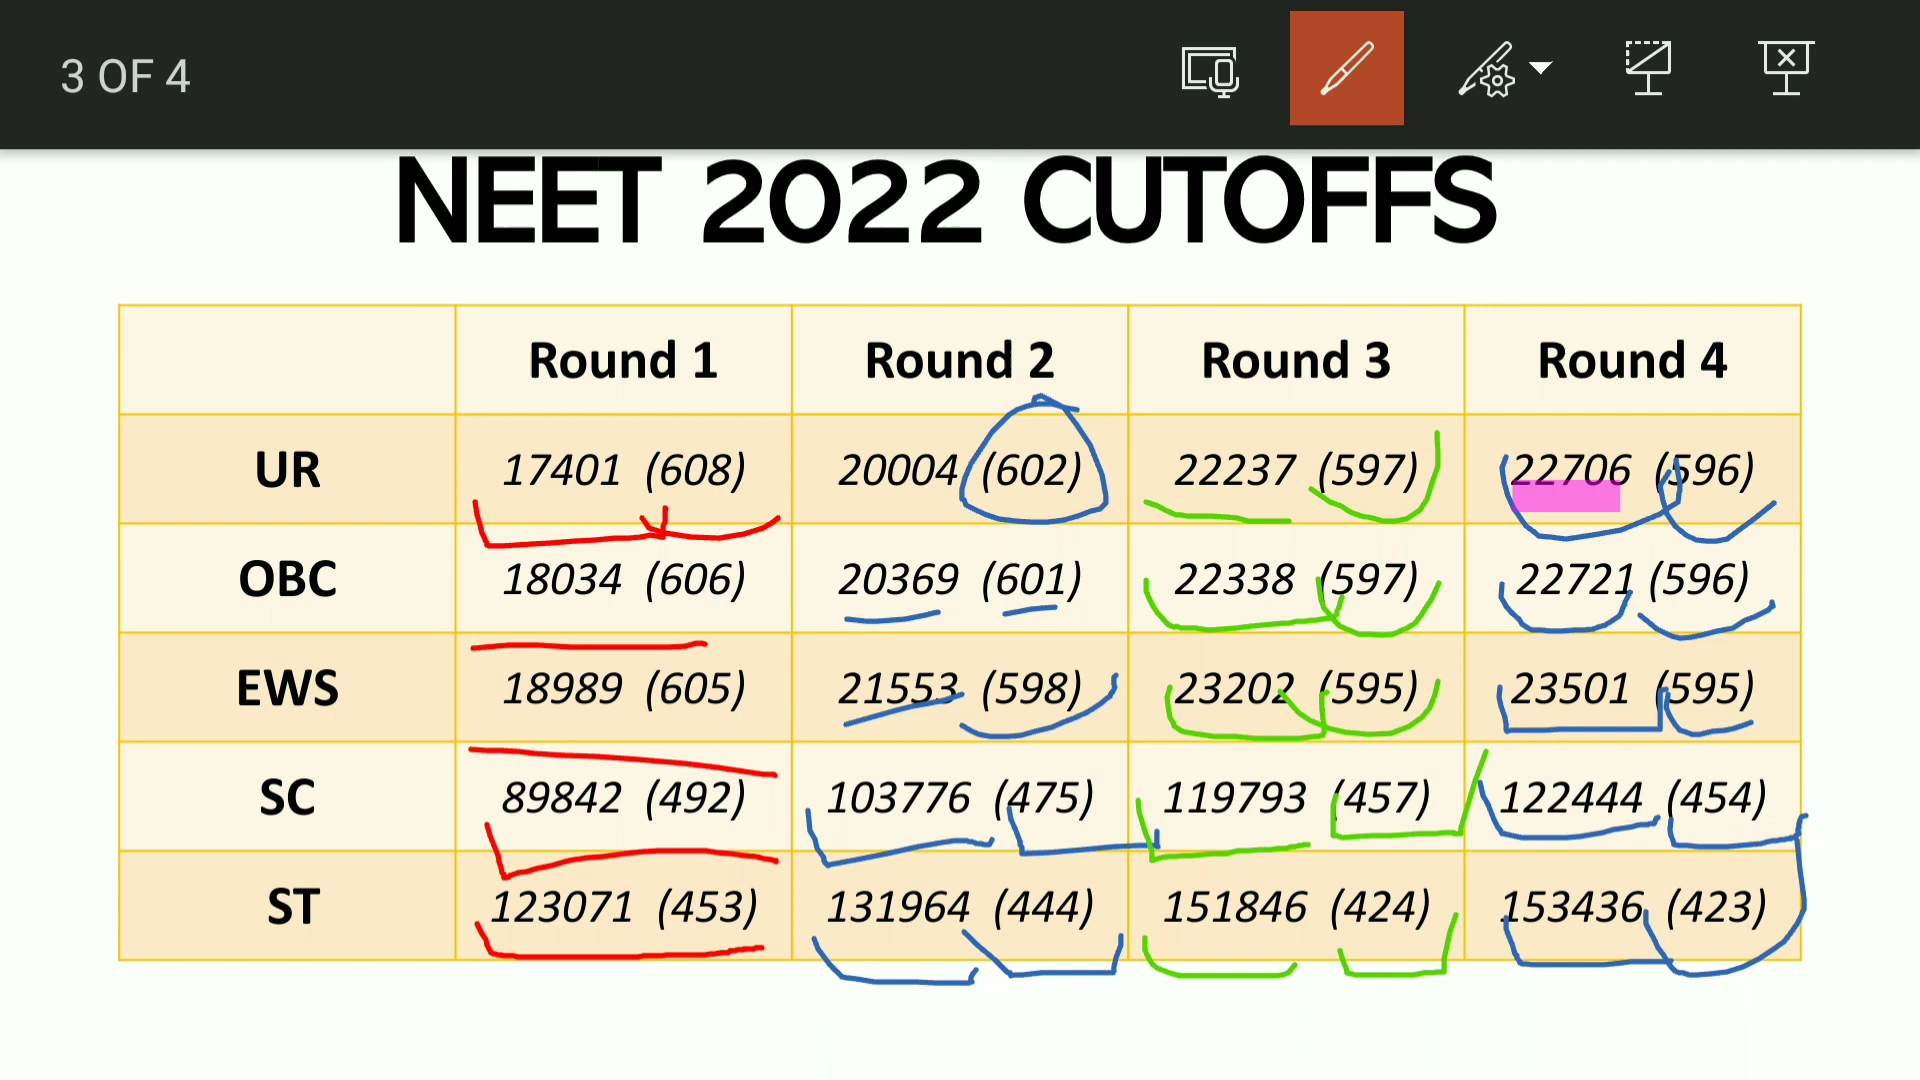 3 OF 4
NEET 2022 CUTOFFS
Round 1 Round 2 Round 3 Round 4
UR 17401 (608) 20004 (602) 22237 (597) 22706 (596)
OBC 18034 (606) 20369 (601) 22338 (597) 22721 (596)
EWS 18989 (605) 21553 (598) 23202 (595) 23501 (595)
SC 89842 (492) 103776 (475) 119793 (457) 122444 (454)
ST 123071 (453) 131964 (444) 151846 (424) 153436 (423)